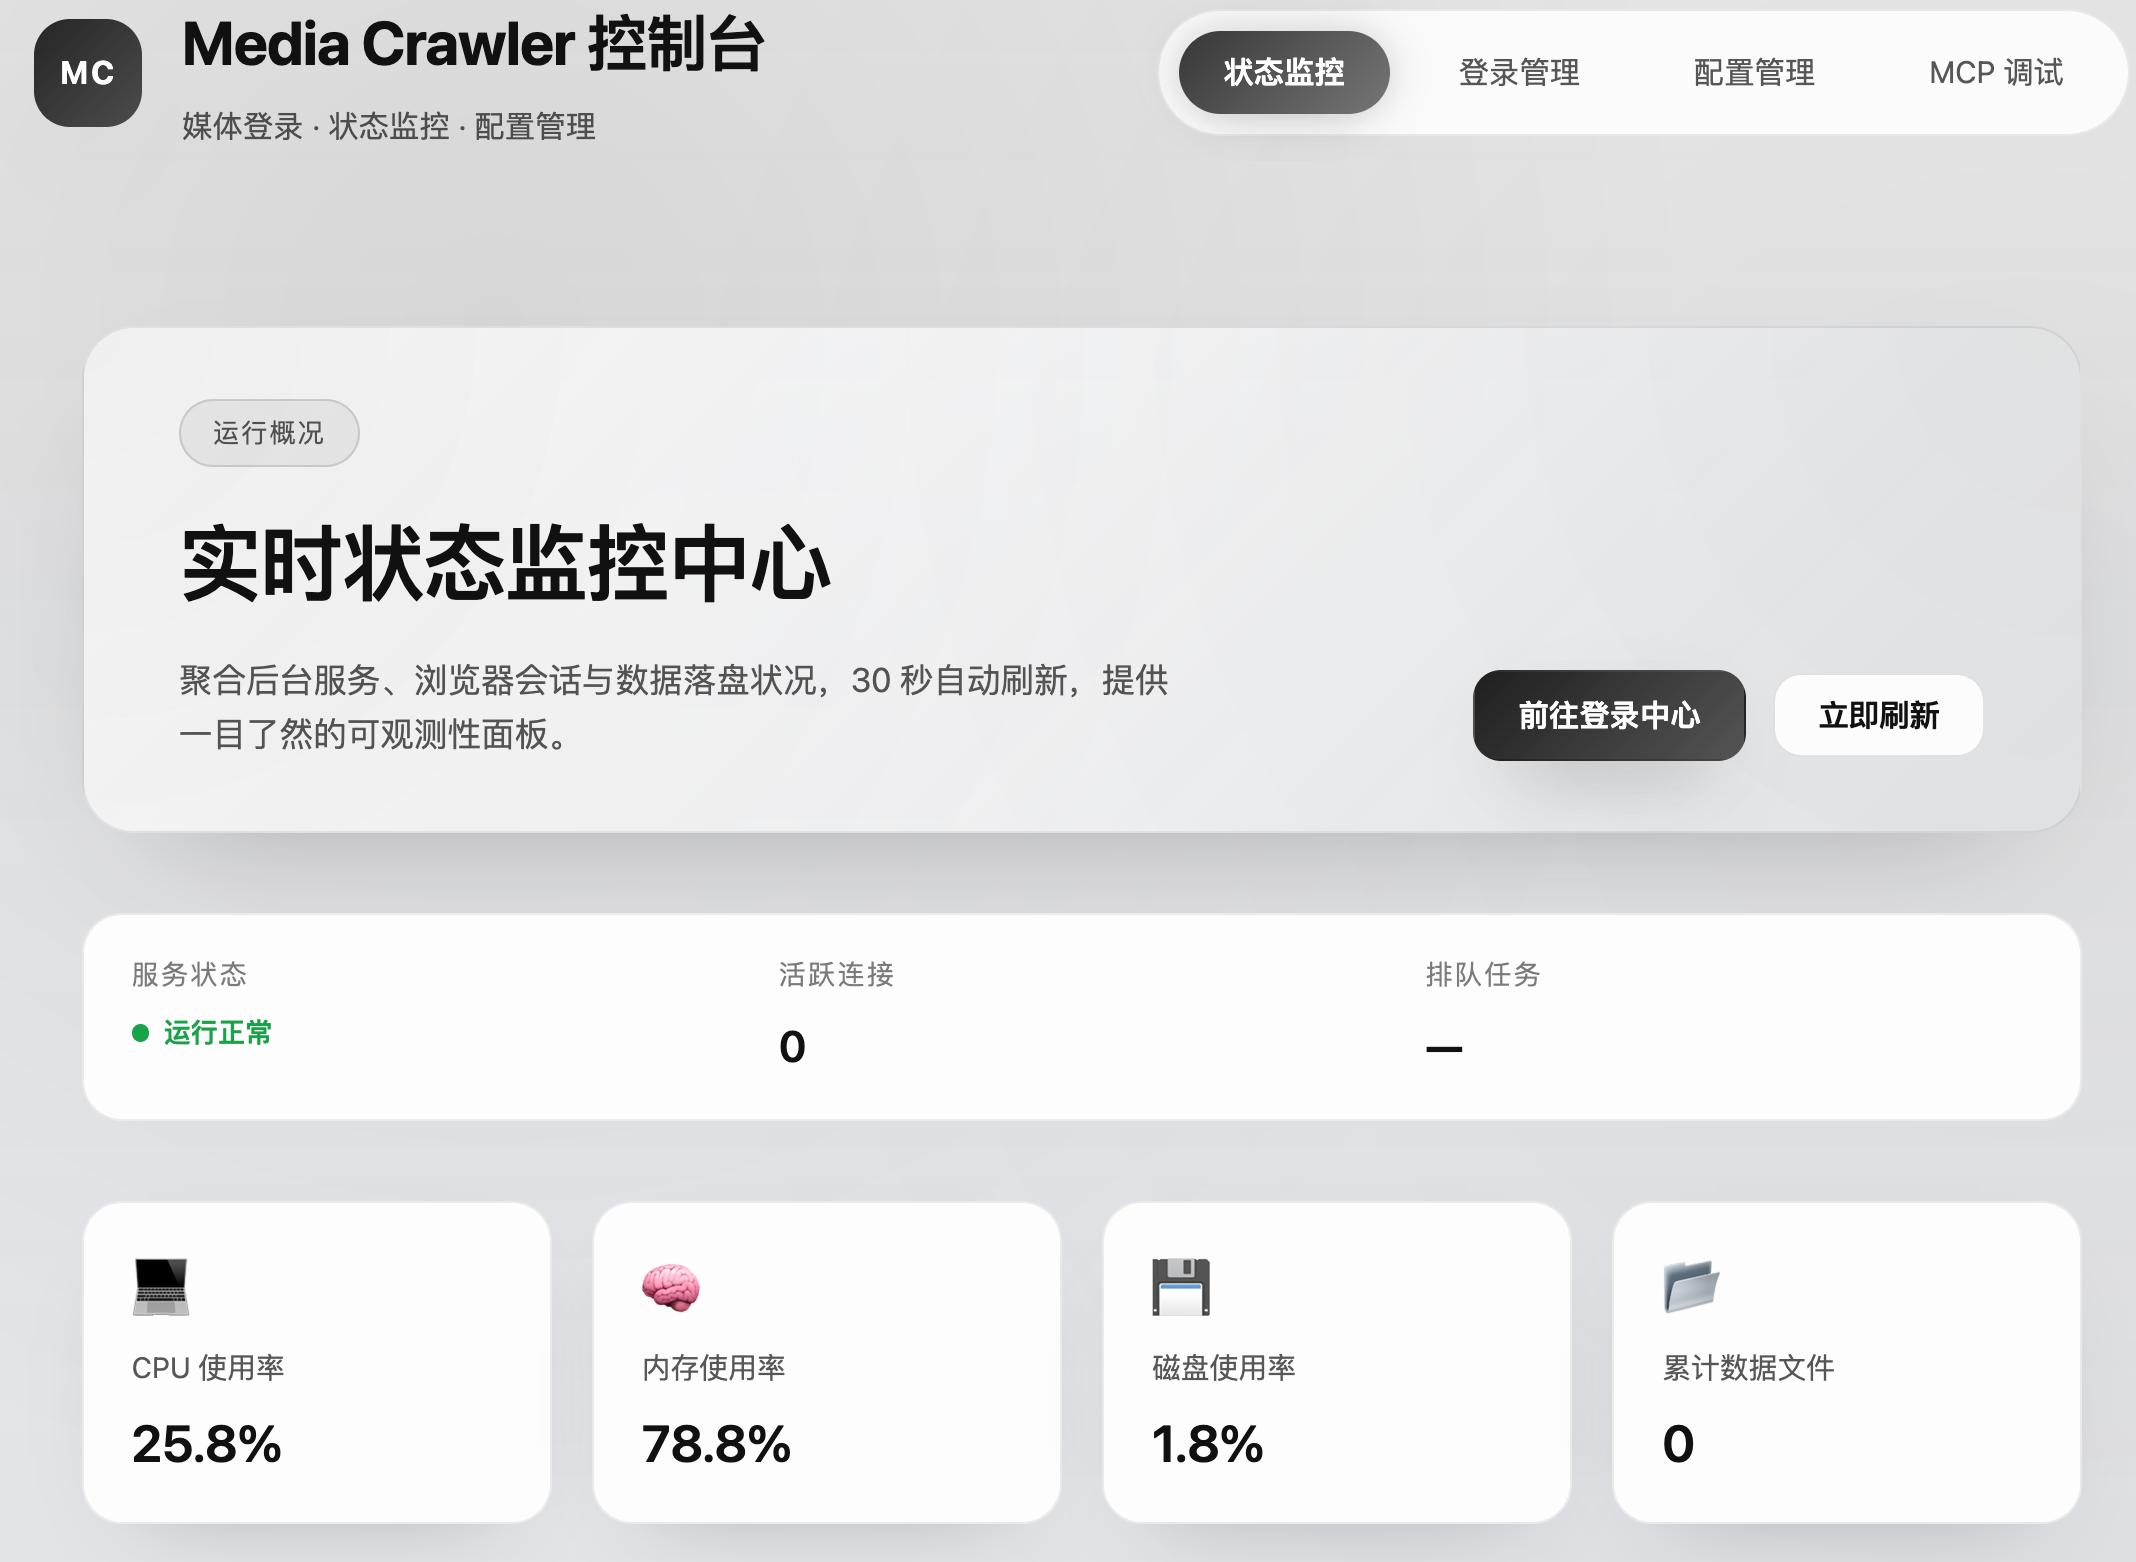 MC
Media Crawler 控制台
媒体登录 · 状态监控 · 配置管理
状态监控
登录管理
配置管理
MCP 调试
运行概况
实时状态监控中心
聚合后台服务、浏览器会话与数据落盘状况，30 秒自动刷新，提供
一目了然的可观测性面板。
前往登录中心
立即刷新
服务状态
运行正常
活跃连接
0
排队任务
—
CPU 使用率
25.8%
内存使用率
78.8%
磁盘使用率
1.8%
累计数据文件
0